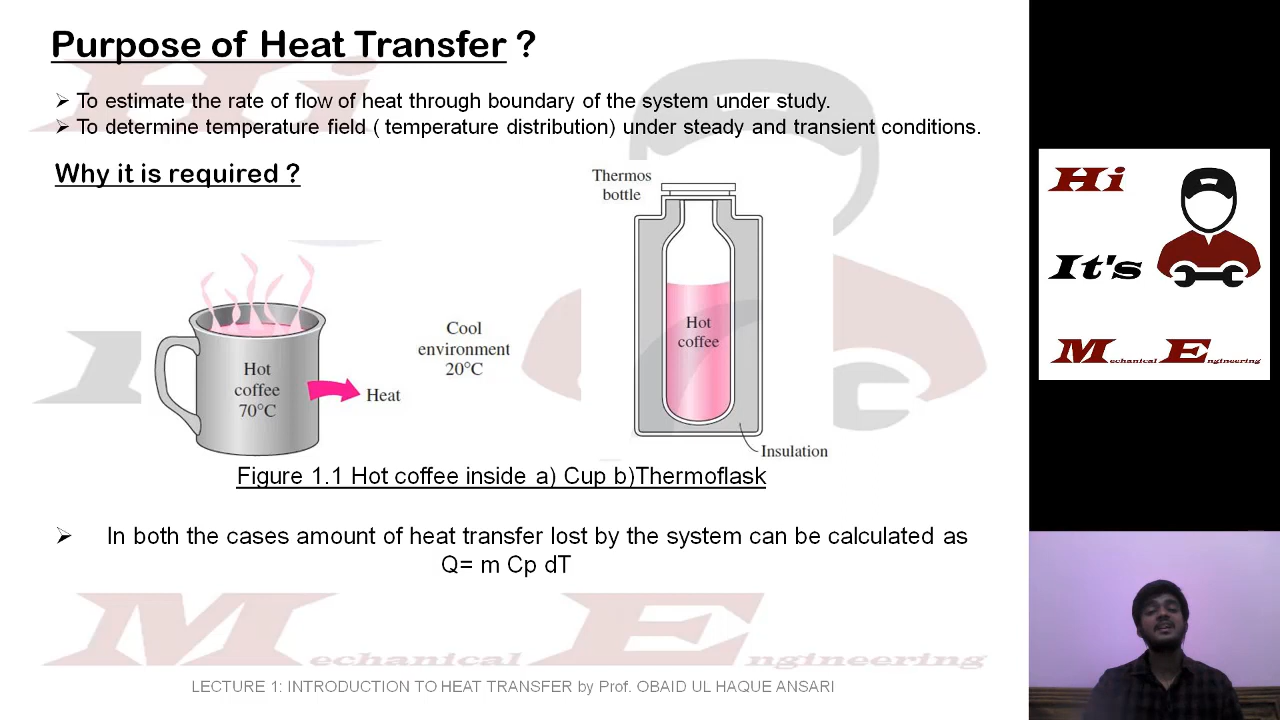 Purpose of Heat Transfer ?
➢ To estimate the rate of flow of heat through boundary of the system under study.
➢ To determine temperature field ( temperature distribution) under steady and transient conditions.
Why it is required ?
Thermos
bottle
Hot
coffee
70°C
Heat
Cool
environment
20°C
Hot
coffee
Insulation
Figure 1.1 Hot coffee inside a) Cup b)Thermoflask
➢ In both the cases amount of heat transfer lost by the system can be calculated as
Q= m Cp dT
LECTURE 1: INTRODUCTION TO HEAT TRANSFER by Prof. OBAID UL HAQUE ANSARI
Hi
It's
Mechanical Engineering
Hi
I
Mechanical Engineering